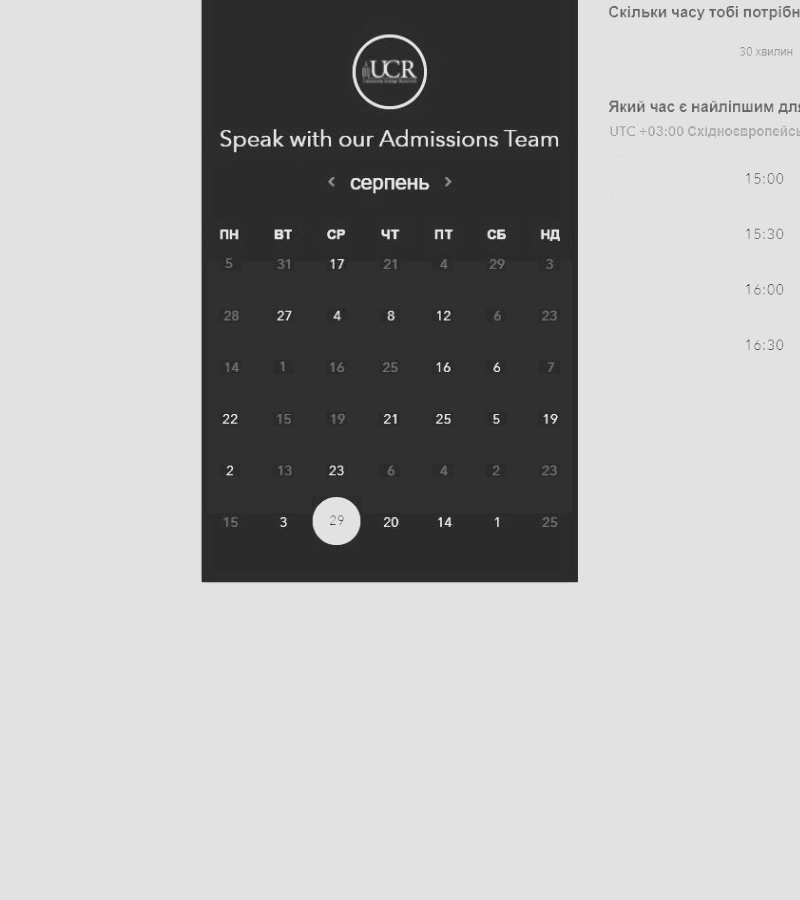 Скільки часу тобі потрібн
30 хвилин
UCR
Speak with our Admissions Team
Який час є найліпшим для
UTC +03:00 Східноєвропейсь
< серпень >
ПН ВТ СР ЧТ ПТ СБ НД
5 31 17 21 4 29 3
28 27 4 8 12 6 23
14 1 16 25 16 6 7
22 15 19 21 25 5 19
2 13 23 6 4 2 23
15 3 29 20 14 1 25
15:00
15:30
16:00
16:30